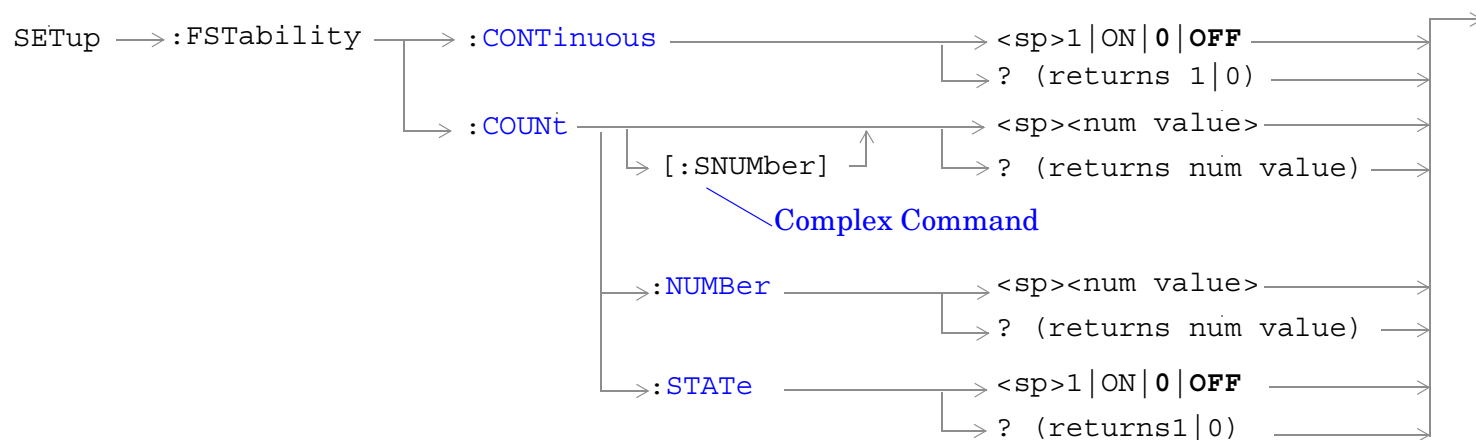 SETup :FSTability :CONTinuous <sp>1|ON|0|OFF
? (returns 1|0)
:COUNt <sp><num value>
[:SNUMber] ? (returns num value)
Complex Command
:NUMBer <sp><num value>
? (returns num value)
:STATe <sp>1|ON|0|OFF
? (returns1|0)